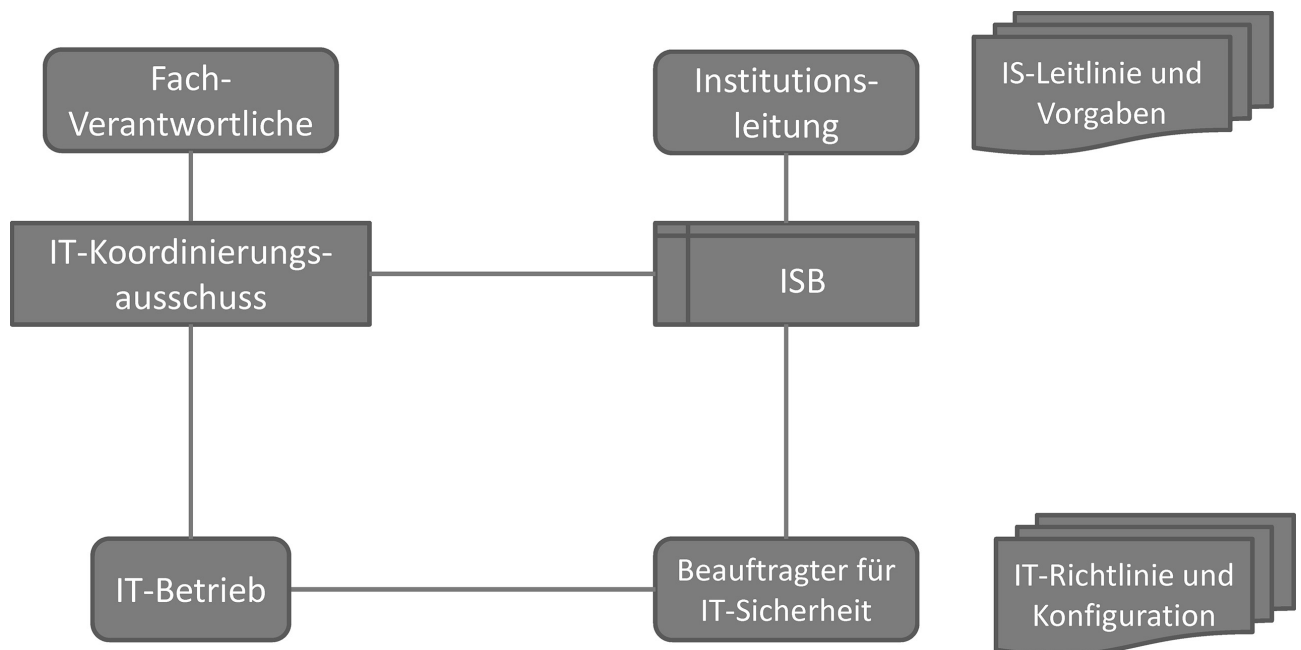 Fach-
Verantwortliche
Institutions-
leitung
IS-Leitlinie und
Vorgaben
IT-Koordinierungs-
ausschuss
ISB
IT-Betrieb
Beauftragter für
IT-Sicherheit
IT-Richtlinie und
Konfiguration